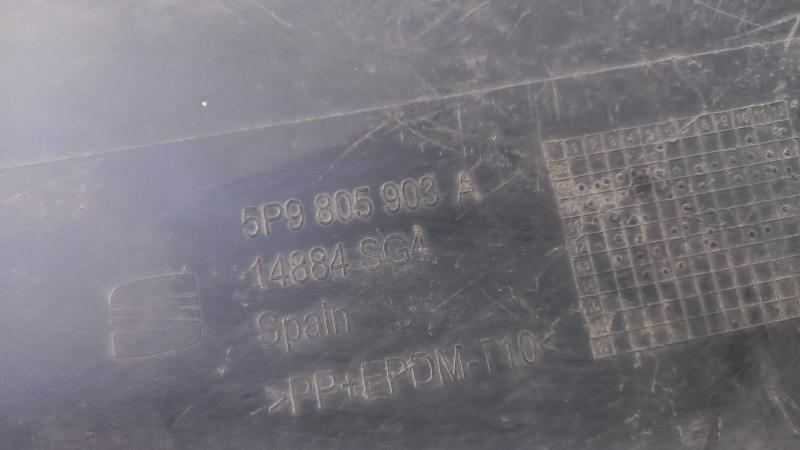 5P9 805 903 A
14884 SG4
Spain
>PP+EPDM-T10<